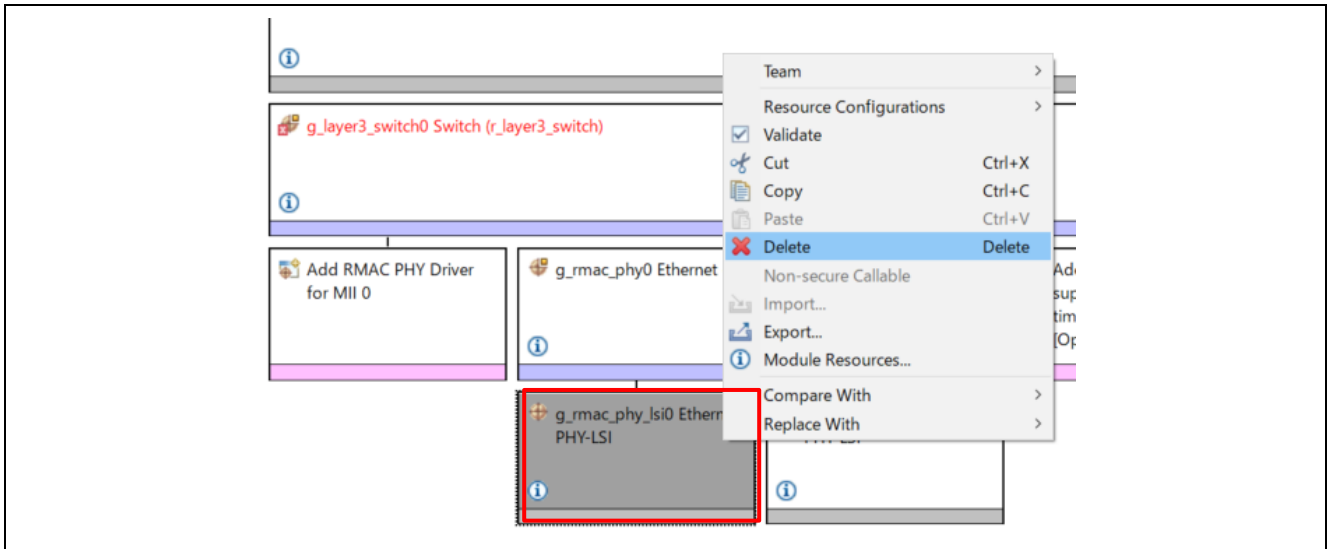 Team
Resource Configurations
g_layer3_switch0 Switch (r_layer3_switch)
Validate
Cut Ctrl+X
Copy Ctrl+C
Paste Ctrl+V
Delete Delete
Add RMAC PHY Driver
for MII 0
g_rmac_phy0 Ethernet
Non-secure Callable
Import...
Export...
Module Resources...
Compare With
Replace With
g_rmac_phy_lsi0 Ethern
PHY-LSI